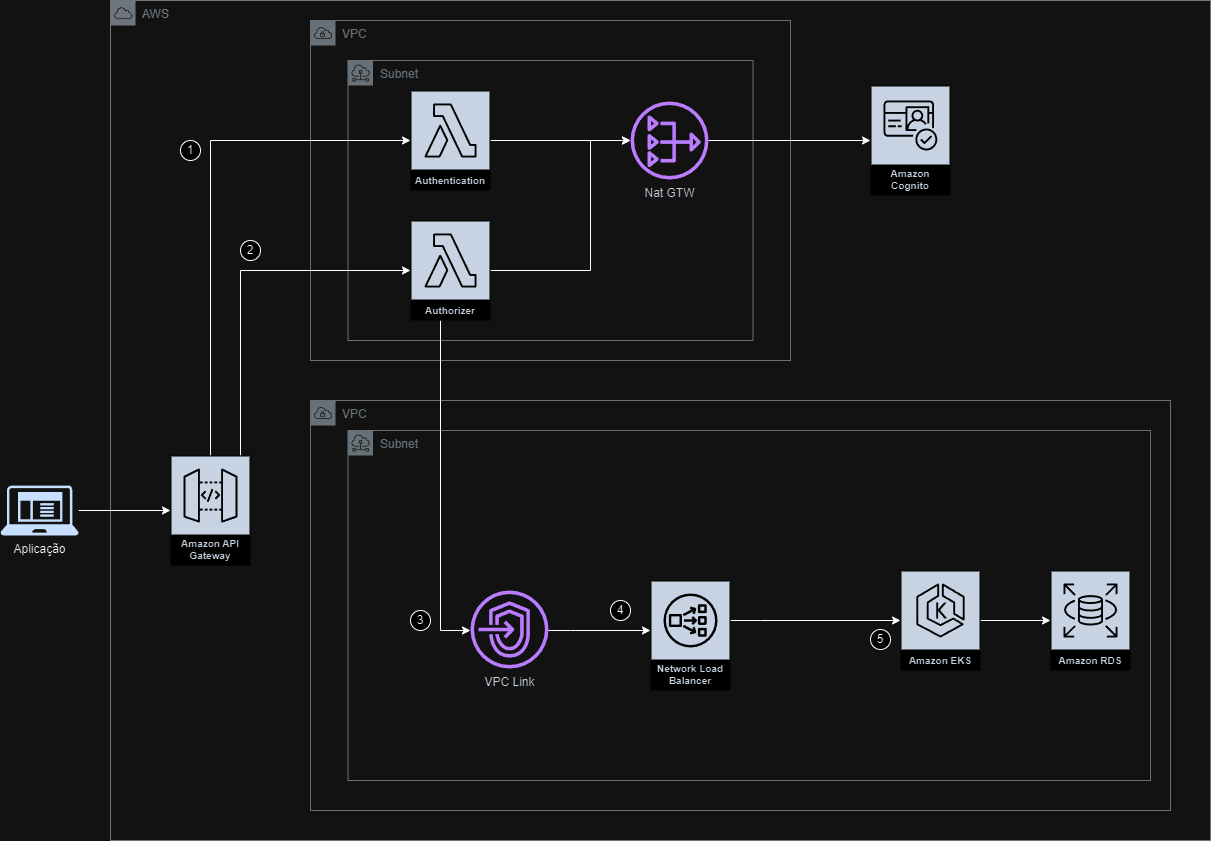 AWS
VPC
Subnet
1
Authentication
Nat GTW
Amazon
Cognito
2
Authorizer
VPC
Subnet
Aplicação
Amazon API
Gateway
3
VPC Link
4
Network Load
Balancer
5
K
Amazon EKS
Amazon RDS